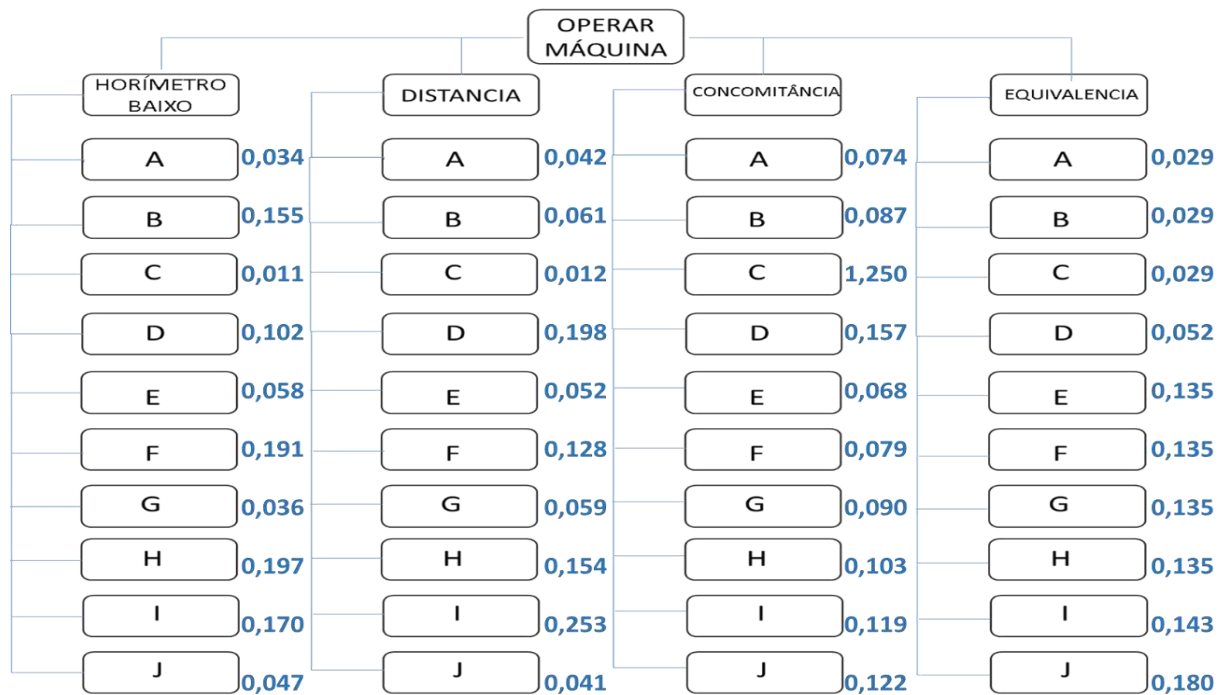 OPERAR
MÁQUINA
HORÍMETRO
BAIXO
DISTANCIA
CONCOMITÂNCIA
EQUIVALENCIA
A 0,034 A 0,042 A 0,074 A 0,029
B 0,155 B 0,061 B 0,087 B 0,029
C 0,011 C 0,012 C 1,250 C 0,029
D 0,102 D 0,198 D 0,157 D 0,052
E 0,058 E 0,052 E 0,068 E 0,135
F 0,191 F 0,128 F 0,079 F 0,135
G 0,036 G 0,059 G 0,090 G 0,135
H 0,197 H 0,154 H 0,103 H 0,135
I 0,170 I 0,253 I 0,119 I 0,143
J 0,047 J 0,041 J 0,122 J 0,180